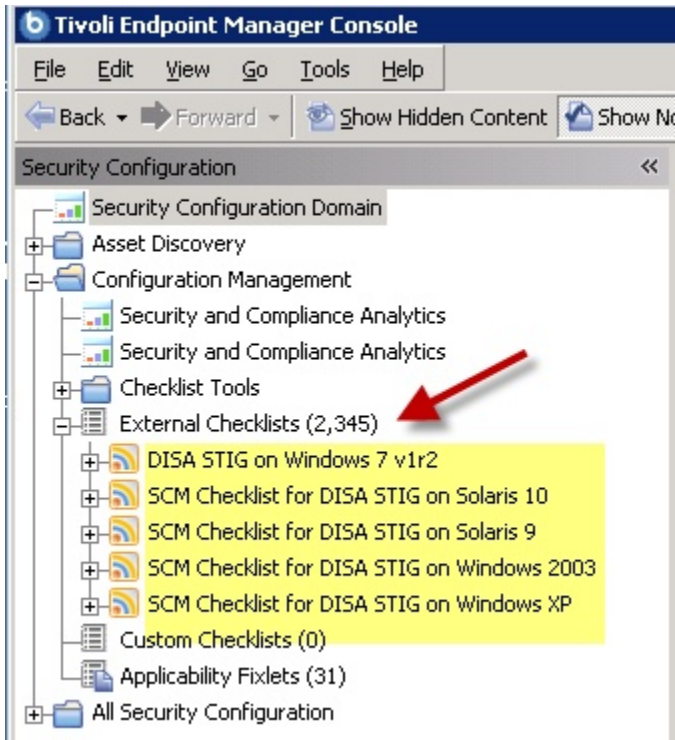 Tivoli Endpoint Manager Console
File Edit View Go Tools Help
Back Forward Show Hidden Content Show No
Security Configuration
Security Configuration Domain
Asset Discovery
Configuration Management
Security and Compliance Analytics
Security and Compliance Analytics
Checklist Tools
External Checklists (2,345)
DISA STIG on Windows 7 v1r2
SCM Checklist for DISA STIG on Solaris 10
SCM Checklist for DISA STIG on Solaris 9
SCM Checklist for DISA STIG on Windows 2003
SCM Checklist for DISA STIG on Windows XP
Custom Checklists (0)
Applicability Fixlets (31)
All Security Configuration